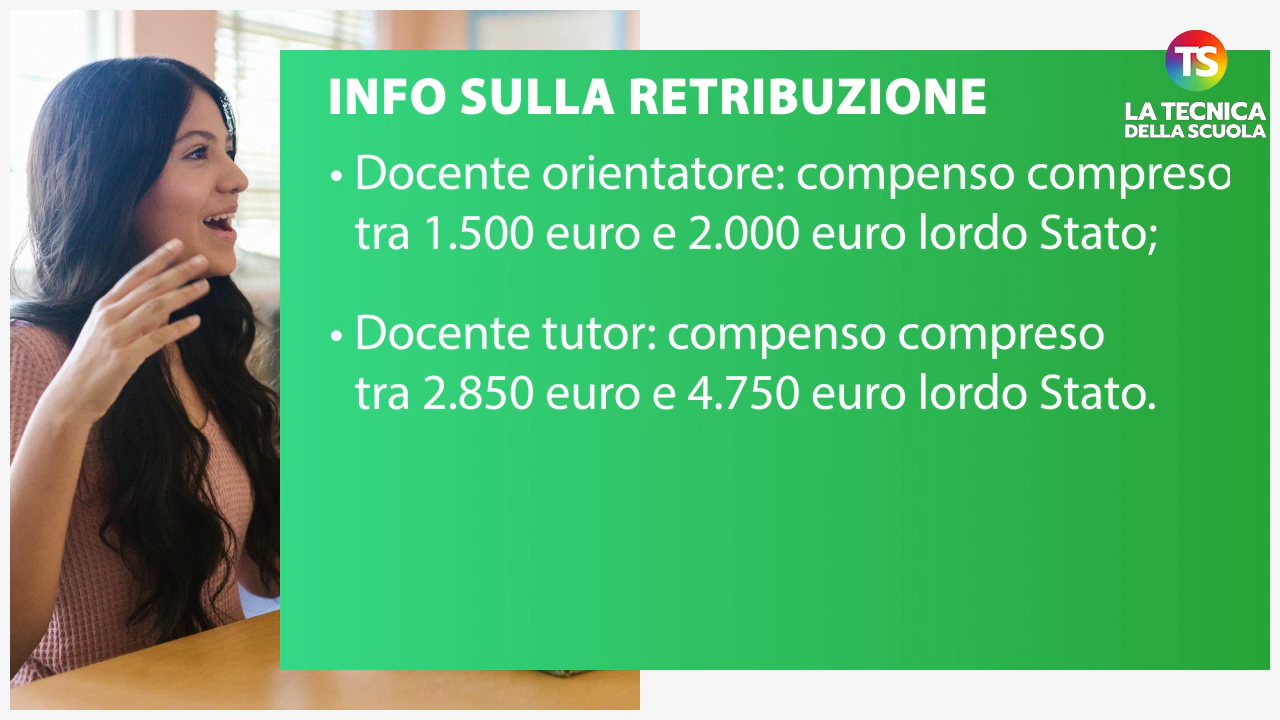 TS
LA TECNICA
DELLA SCUOLA
INFO SULLA RETRIBUZIONE
• Docente orientatore: compenso compreso
tra 1.500 euro e 2.000 euro lordo Stato;
• Docente tutor: compenso compreso
tra 2.850 euro e 4.750 euro lordo Stato.